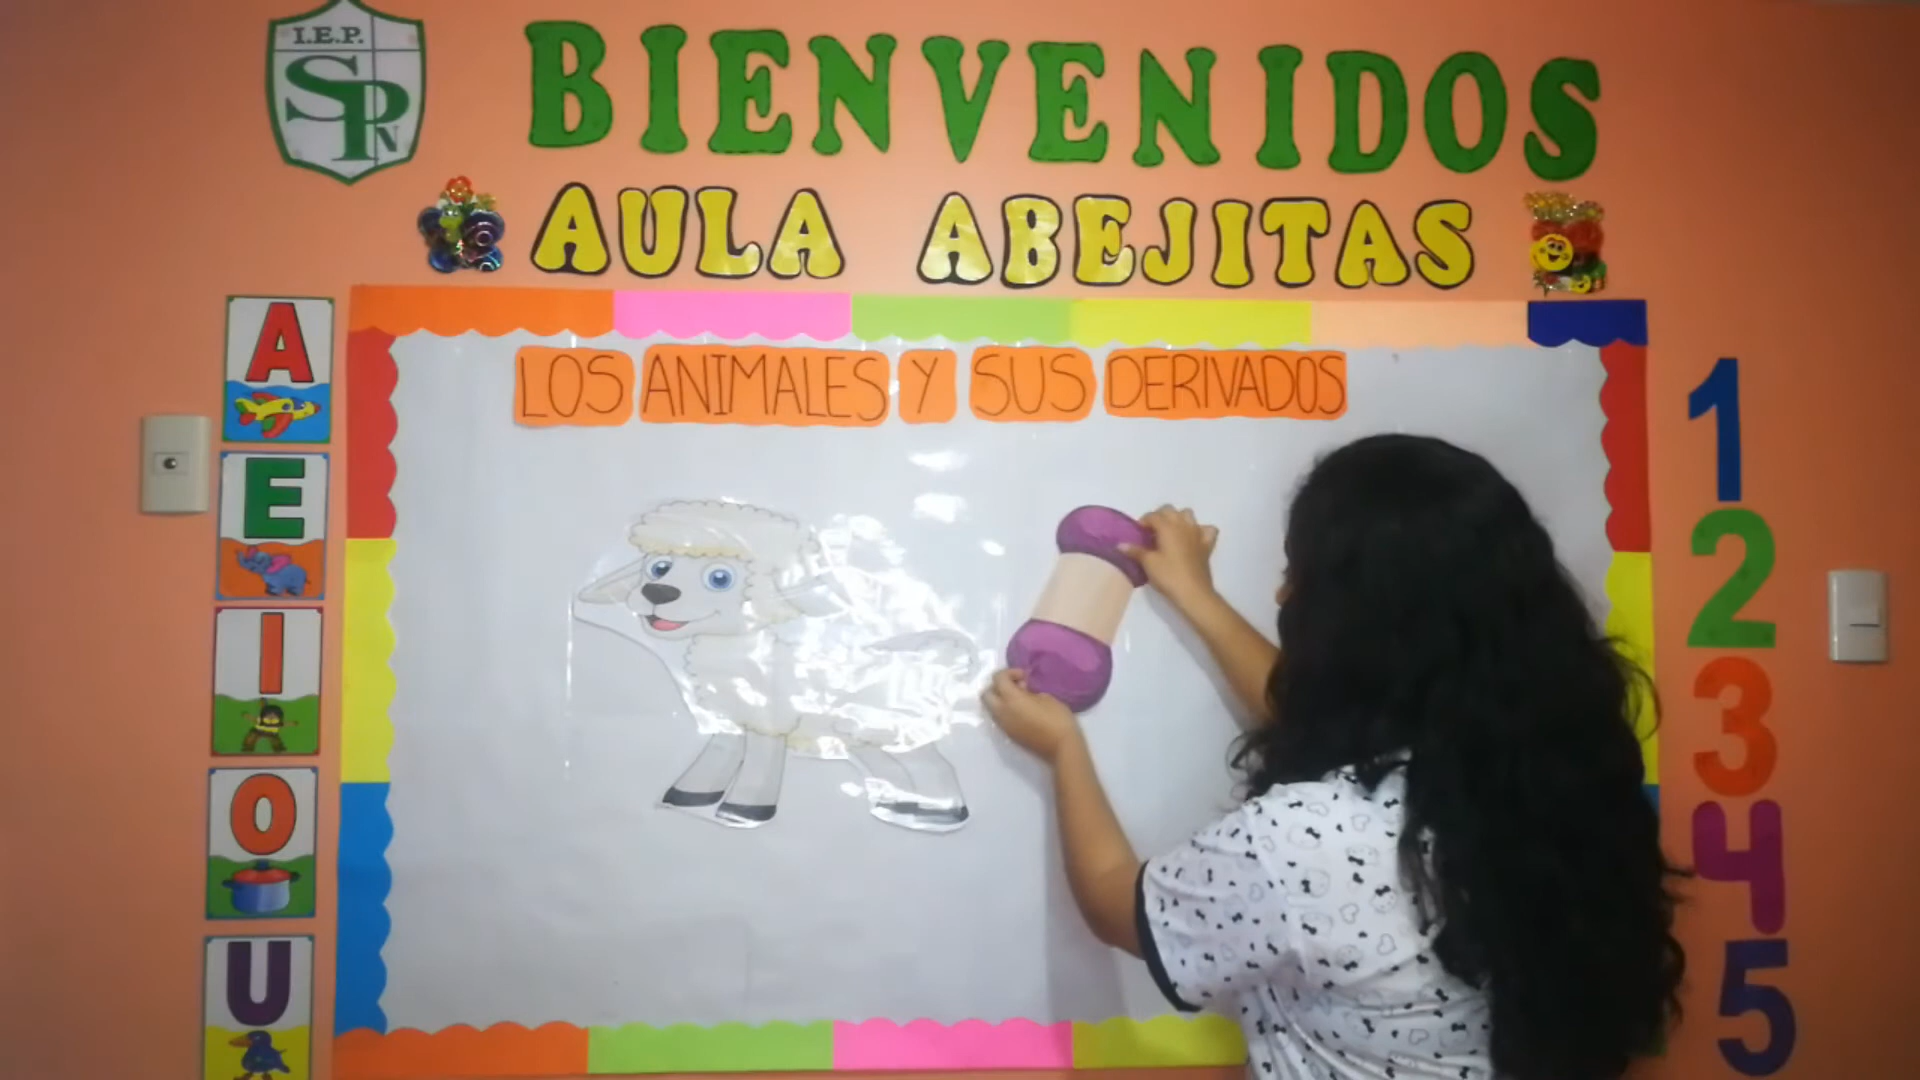 I.E.P.
SPN
BIENVENIDOS
AULA ABEJITAS
LOS ANIMALES Y SUS DERIVADOS
A
E
I
O
U
1
2
3
4
5